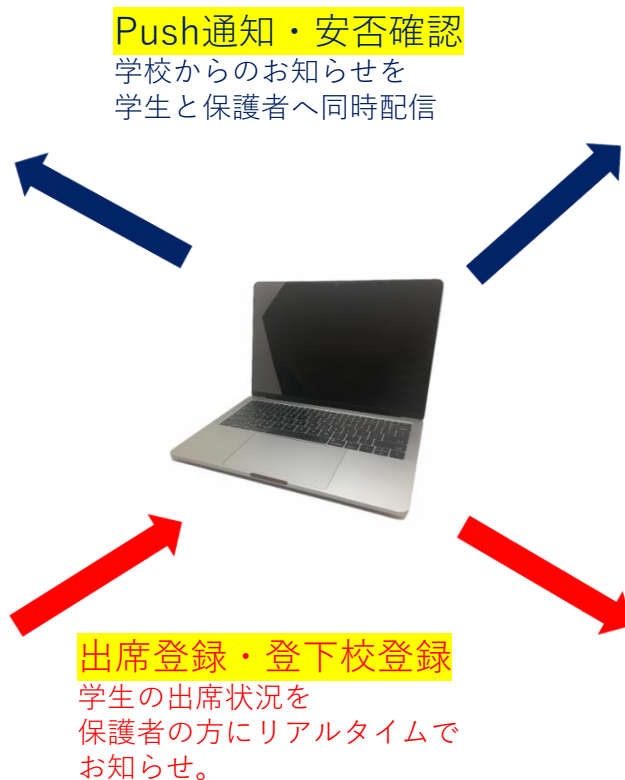 Push通知・安否確認
学校からのお知らせを
学生と保護者へ同時配信
出席登録・登下校登録
学生の出席状況を
保護者の方にリアルタイムで
お知らせ。